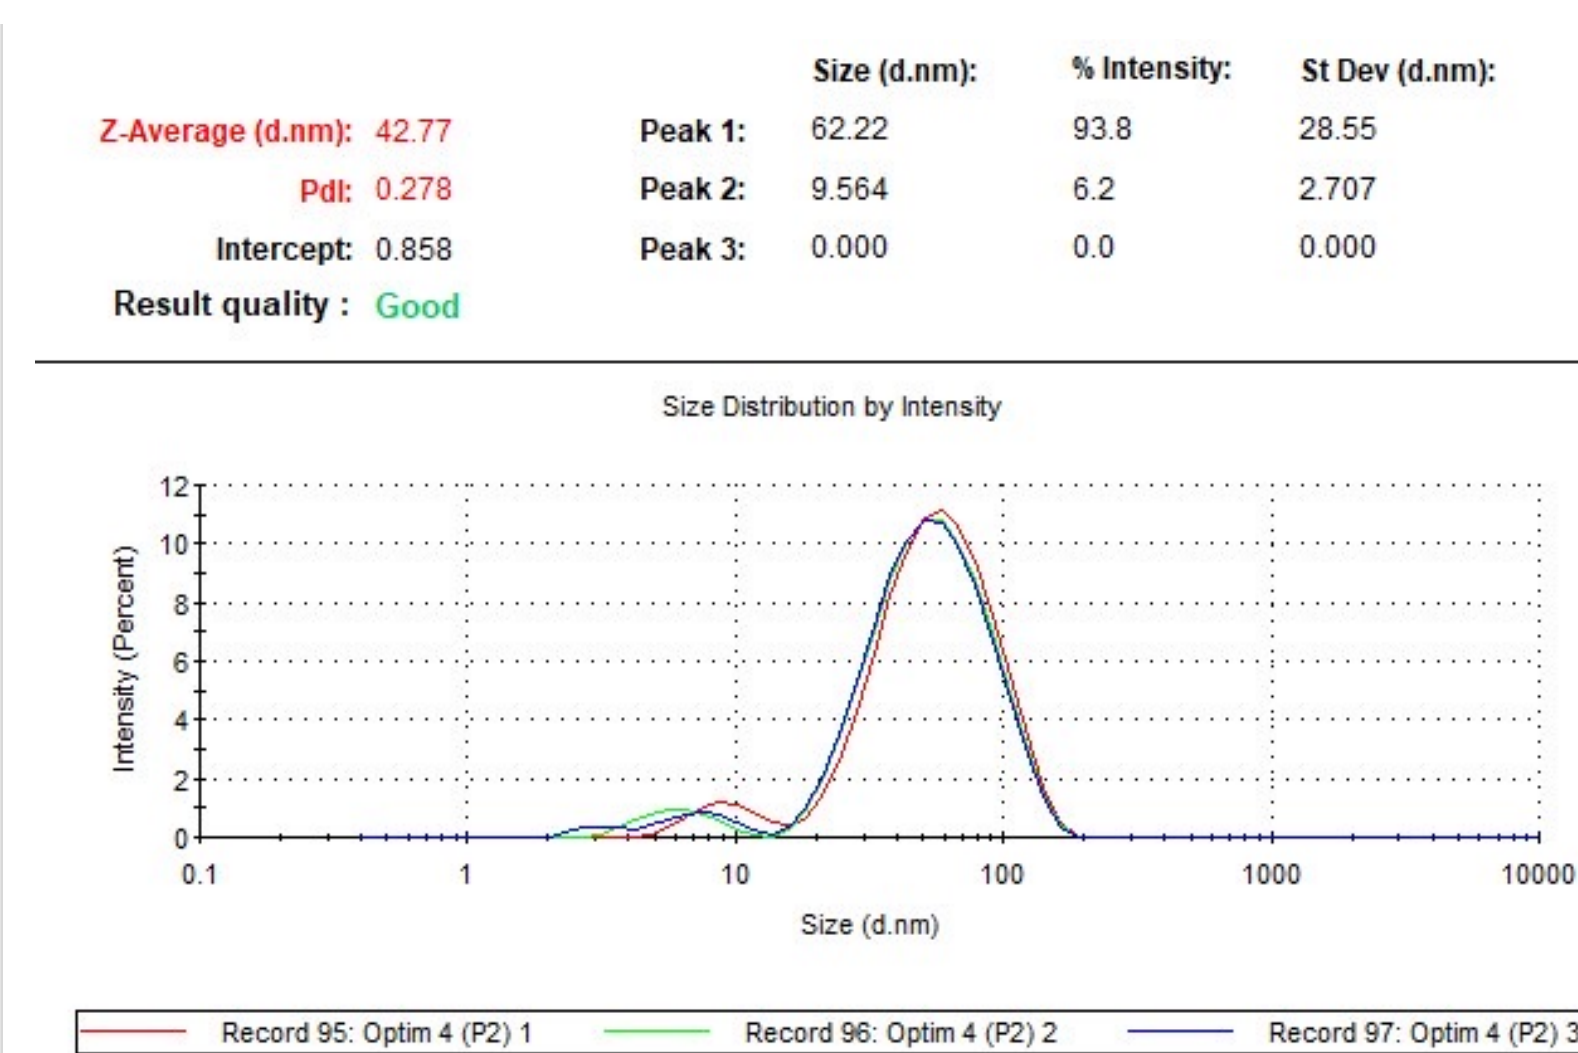 Size (d.nm): % Intensity: St Dev (d.nm):
Z-Average (d.nm): 42.77 Peak 1: 62.22 93.8 28.55
PdI: 0.278 Peak 2: 9.564 6.2 2.707
Intercept: 0.858 Peak 3: 0.000 0.0 0.000
Result quality : Good
Size Distribution by Intensity
12
10
8
6
4
2
0
Intensity (Percent)
0.1 1 10 100 1000 10000
Size (d.nm)
Record 95: Optim 4 (P2) 1 Record 96: Optim 4 (P2) 2 Record 97: Optim 4 (P2) 3